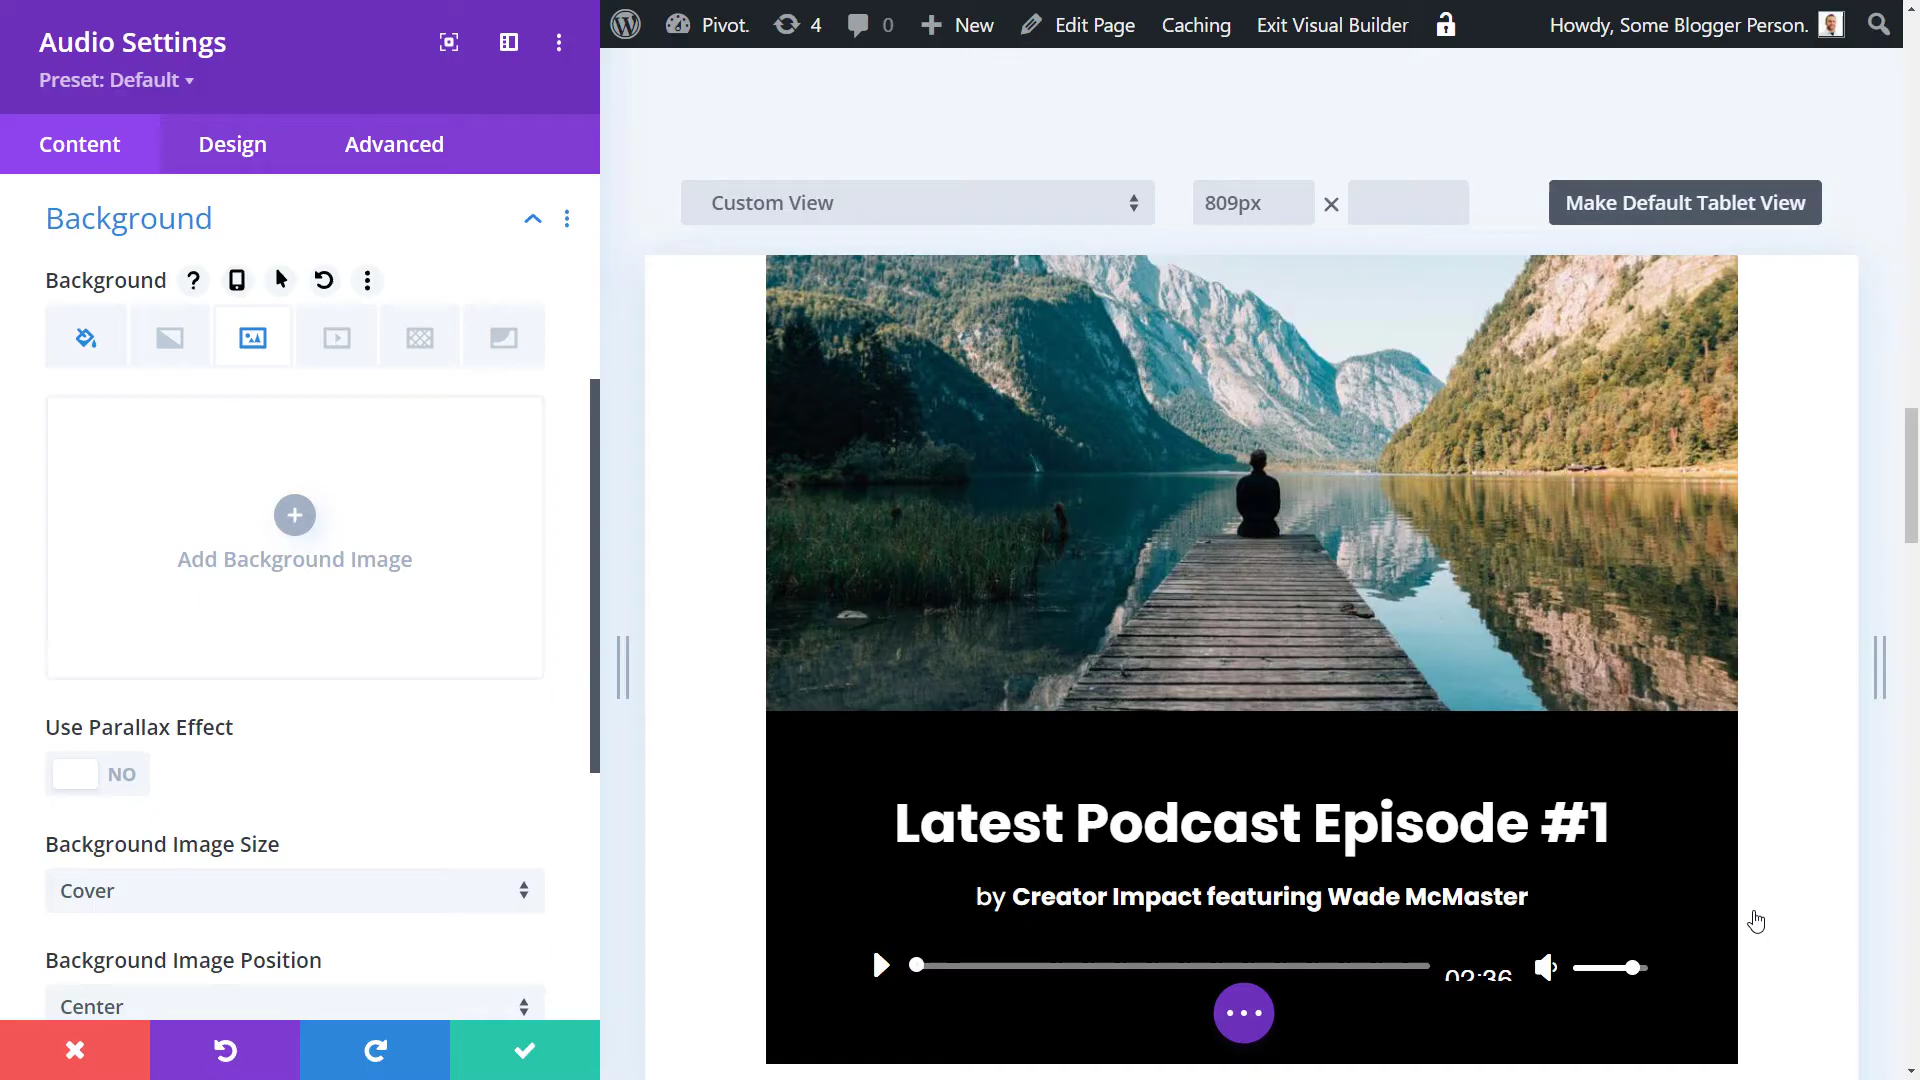 Audio Settings
Preset: Default
Content
Design
Advanced
Background
Background ?
Add Background Image
Use Parallax Effect
NO
Background Image Size
Cover
Background Image Position
Center
Pivot.
4
0
New
Edit Page
Caching
Exit Visual Builder
Howdy, Some Blogger Person.
Custom View
809px
Make Default Tablet View
Latest Podcast Episode #1
by Creator Impact featuring Wade McMaster
02:36